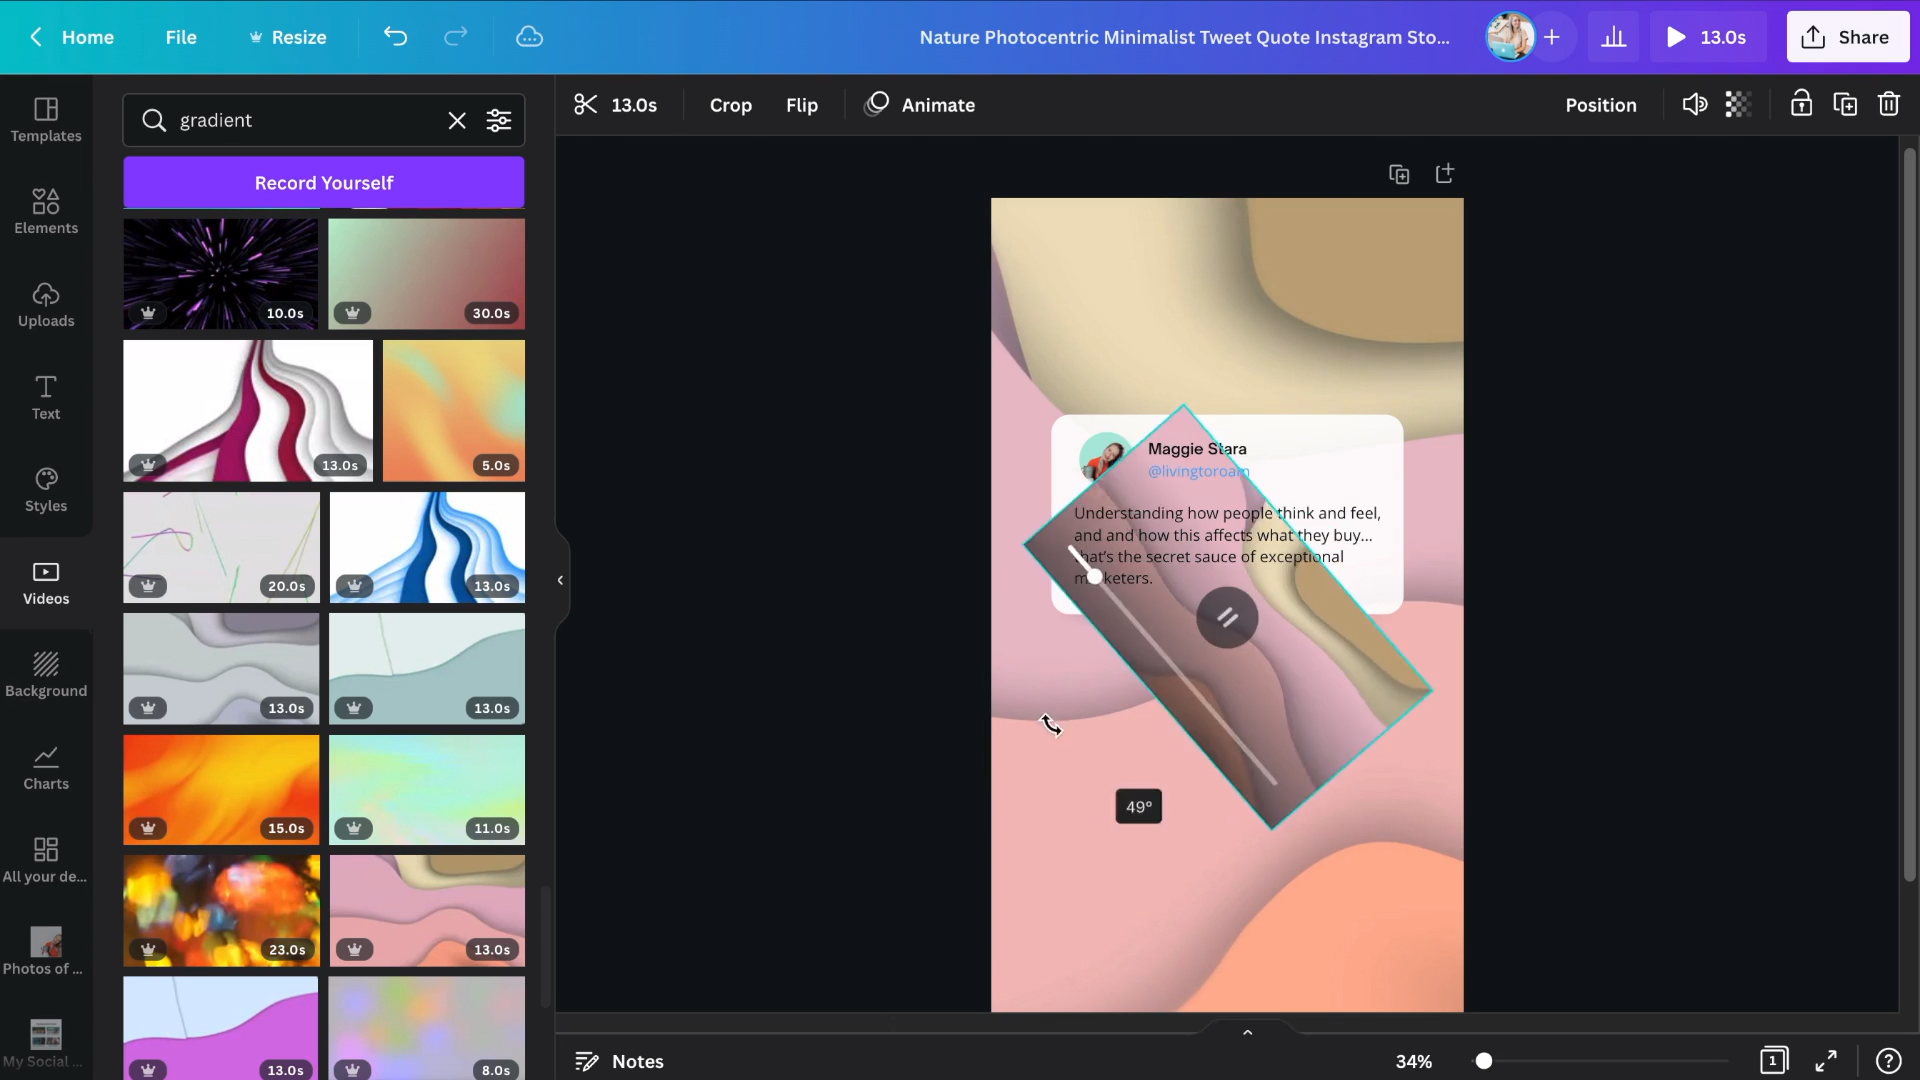 Home
File
Resize
Nature Photocentric Minimalist Tweet Quote Instagram Sto...
13.0s
Share
Templates
Elements
Uploads
Text
Styles
Videos
Background
Charts
All your de...
Photos of ...
My Social ...
gradient
Record Yourself
10.0s
30.0s
13.0s
5.0s
20.0s
13.0s
13.0s
13.0s
15.0s
11.0s
23.0s
13.0s
13.0s
8.0s
13.0s
Crop
Flip
Animate
Position
Maggie Stara
@livingtoroam
Understanding how people think and feel,
and and how this affects what they buy...
that's the secret sauce of exceptional
marketers.
49°
Notes
34%
1
?